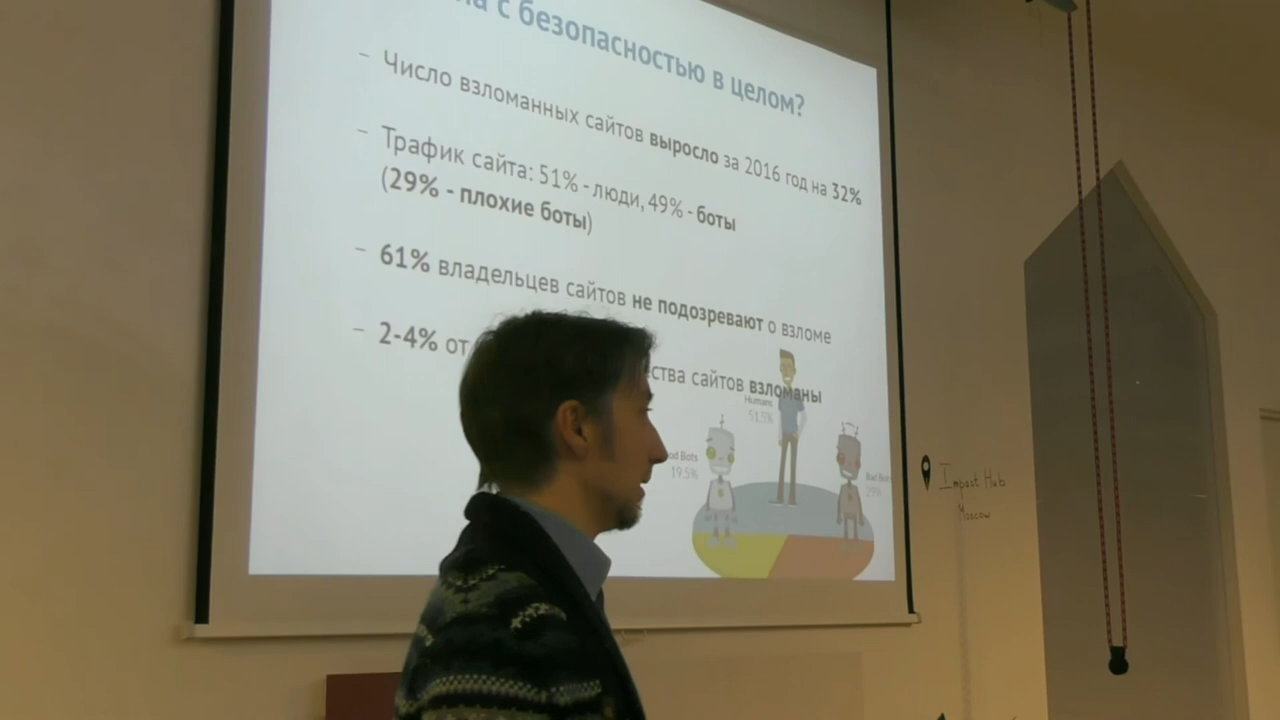 с безопасностью в целом?
– Число взломанных сайтов выросло за 2016 год на 32%
– Трафик сайта: 51% - люди, 49% - боты
(29% - плохие боты)
– 61% владельцев сайтов не подозревают о взломе
– 2-4% от
сайтов взломаны
Humans
51.5%
Bots
19.5%
Bad
29%
Impact Hub
Moscow